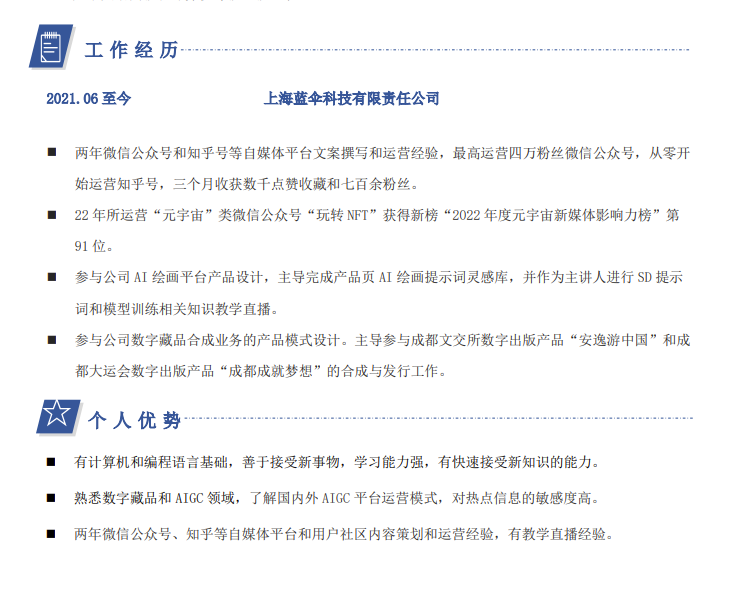 工作经历
2021.06 至今 上海蓝伞科技有限责任公司
■ 两年微信公众号和知乎号等自媒体平台文案撰写和运营经验，最高运营四万粉丝微信公众号，从零开
始运营知乎号，三个月收获数千点赞收藏和七百余粉丝。
■ 22 年所运营“元宇宙”类微信公众号“玩转 NFT”获得新榜“2022 年度元宇宙新媒体影响力榜”第
91 位。
■ 参与公司 AI 绘画平台产品设计，主导完成产品页 AI 绘画提示词灵感库，并作为主讲人进行 SD 提示
词和模型训练相关知识教学直播。
■ 参与公司数字藏品合成业务的产品模式设计。主导参与成都文交所数字出版产品“安逸游中国”和成
都大运会数字出版产品“成都成就梦想”的合成与发行工作。
个人优势
■ 有计算机和编程语言基础，善于接受新事物，学习能力强，有快速接受新知识的能力。
■ 熟悉数字藏品和 AIGC 领域，了解国内外 AIGC 平台运营模式，对热点信息的敏感度高。
■ 两年微信公众号、知乎等自媒体平台和用户社区内容策划和运营经验，有教学直播经验。